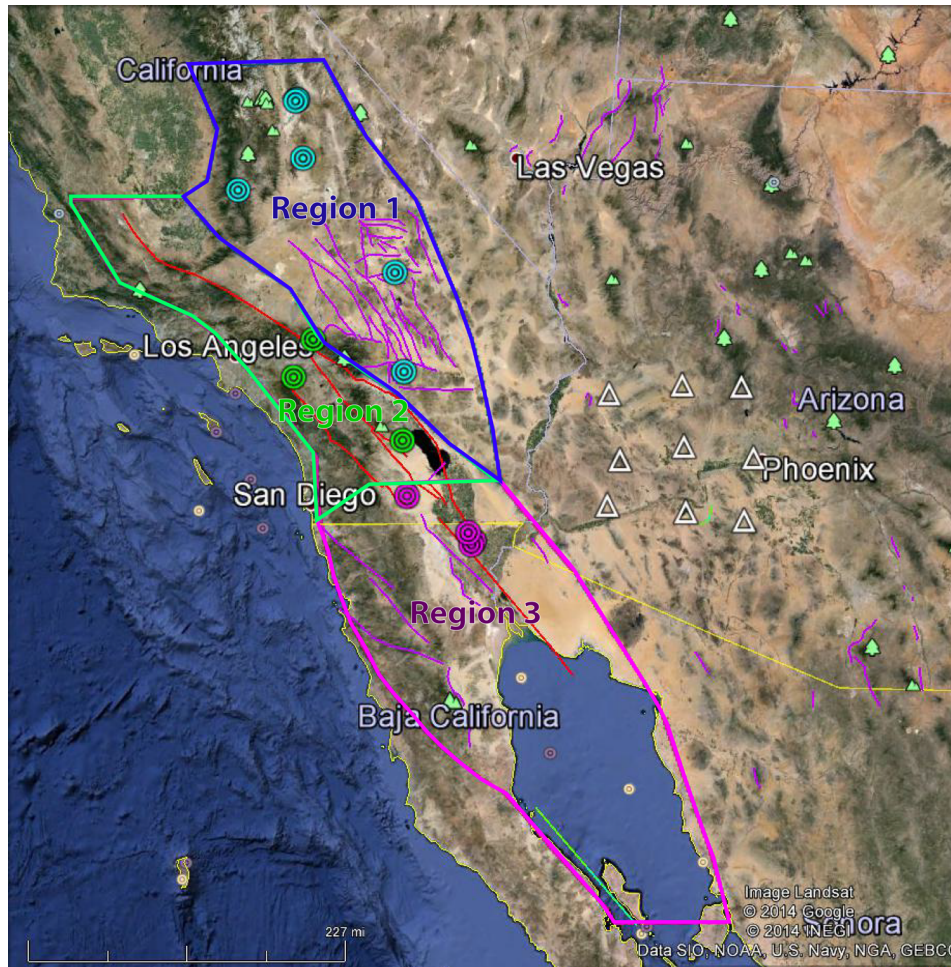 California
Las Vegas
Region 1
Los Angeles
Arizona
Region 2
Phoenix
San Diego
Region 3
Baja California
Image Landsat
© 2014 Google
© 2014 INEGI
Sonora
Data SIO, NOAA, U.S. Navy, NGA, GEBCO
227 mi